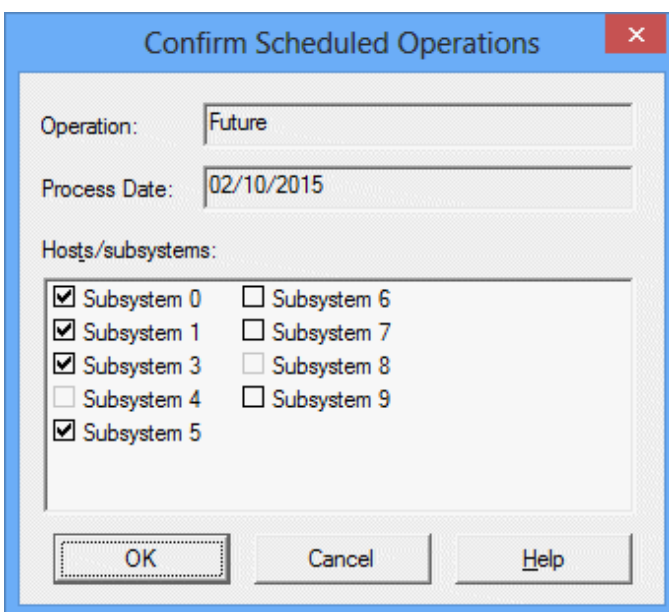 Confirm Scheduled Operations
Operation: Future
Process Date: 02/10/2015
Hosts/subsystems:
Subsystem 0 Subsystem 6
Subsystem 1 Subsystem 7
Subsystem 3 Subsystem 8
Subsystem 4 Subsystem 9
Subsystem 5
OK Cancel Help